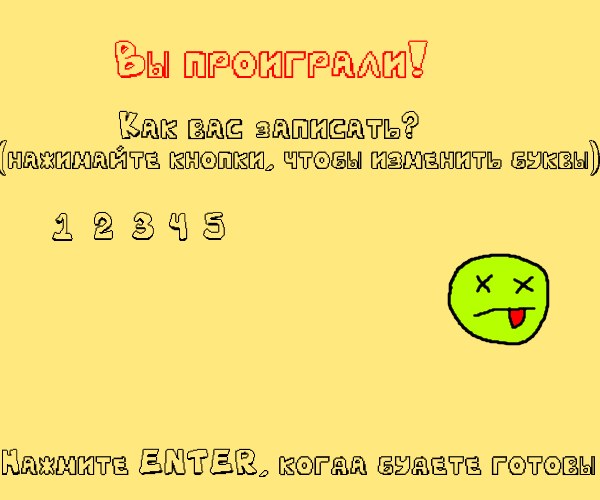 Вы проиграли!
Как вас записать?
(нажимайте кнопки, чтобы изменить буквы)
1 2 3 4 5
Нажмите ENTER, когда будете готовы